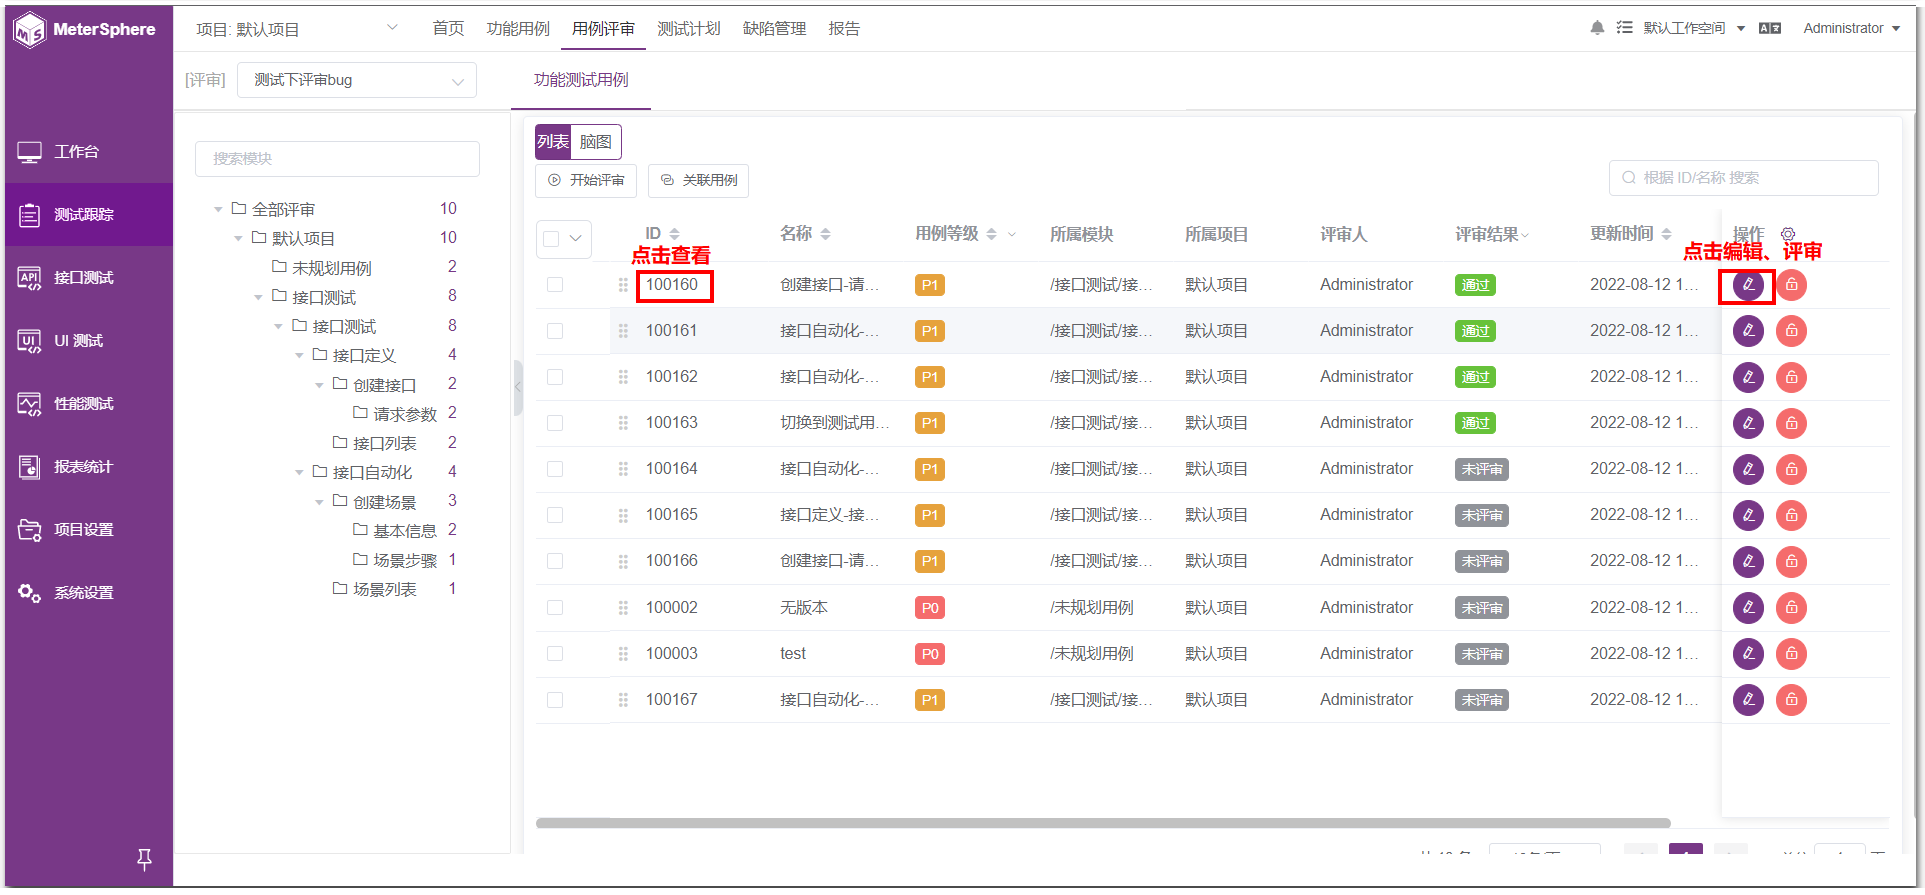 MeterSphere
项目: 默认项目
首页 功能用例 用例评审 测试计划 缺陷管理 报告
默认工作空间
Administrator
[评审] 测试下评审bug
功能测试用例
工作台
测试跟踪
接口测试
UI 测试
性能测试
报表统计
项目设置
系统设置
搜索模块
全部评审 10
默认项目 10
未规划用例 2
接口测试 8
接口测试 8
接口定义 4
创建接口 2
请求参数 2
接口列表 2
接口自动化 4
创建场景 3
基本信息 2
场景步骤 1
场景列表 1
列表 脑图
开始评审 关联用例
根据 ID/名称 搜索
ID 名称 用例等级 所属模块 所属项目 评审人 评审结果 更新时间 操作
点击查看 点击编辑、评审
100160 创建接口-请... P1 /接口测试/接... 默认项目 Administrator 通过 2022-08-12 1...
100161 接口自动化-... P1 /接口测试/接... 默认项目 Administrator 通过 2022-08-12 1...
100162 接口自动化-... P1 /接口测试/接... 默认项目 Administrator 通过 2022-08-12 1...
100163 切换到测试用... P1 /接口测试/接... 默认项目 Administrator 通过 2022-08-12 1...
100164 接口自动化-... P1 /接口测试/接... 默认项目 Administrator 未评审 2022-08-12 1...
100165 接口定义-接... P1 /接口测试/接... 默认项目 Administrator 未评审 2022-08-12 1...
100166 创建接口-请... P1 /接口测试/接... 默认项目 Administrator 未评审 2022-08-12 1...
100002 无版本 P0 /未规划用例 默认项目 Administrator 未评审 2022-08-12 1...
100003 test P0 /未规划用例 默认项目 Administrator 未评审 2022-08-12 1...
100167 接口自动化-... P1 /接口测试/接... 默认项目 Administrator 未评审 2022-08-12 1...